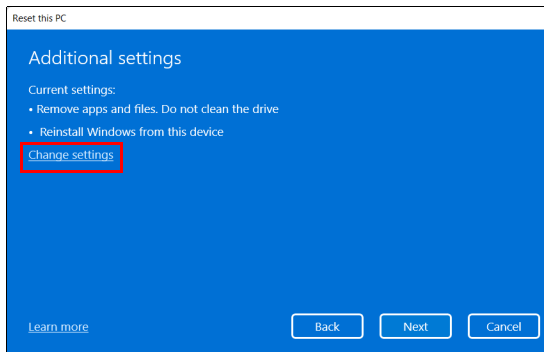 Reset this PC
Additional settings
Current settings:
• Remove apps and files. Do not clean the drive
• Reinstall Windows from this device
Change settings
Learn more
Back
Next
Cancel